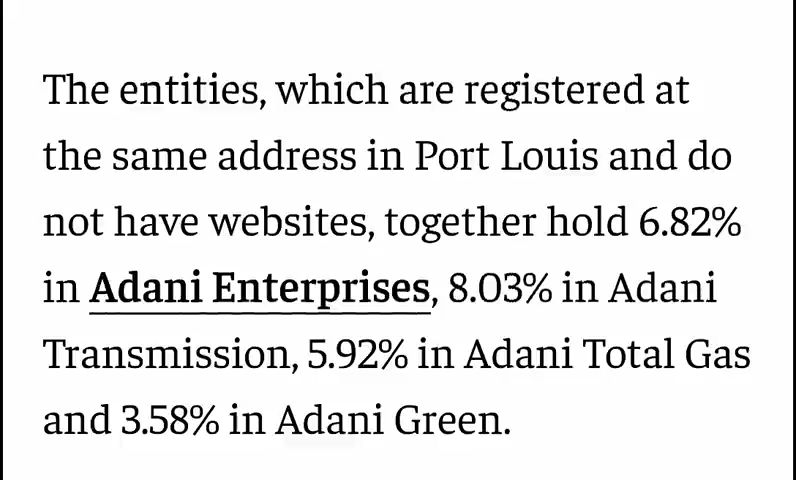 The entities, which are registered at
the same address in Port Louis and do
not have websites, together hold 6.82%
in Adani Enterprises, 8.03% in Adani
Transmission, 5.92% in Adani Total Gas
and 3.58% in Adani Green.